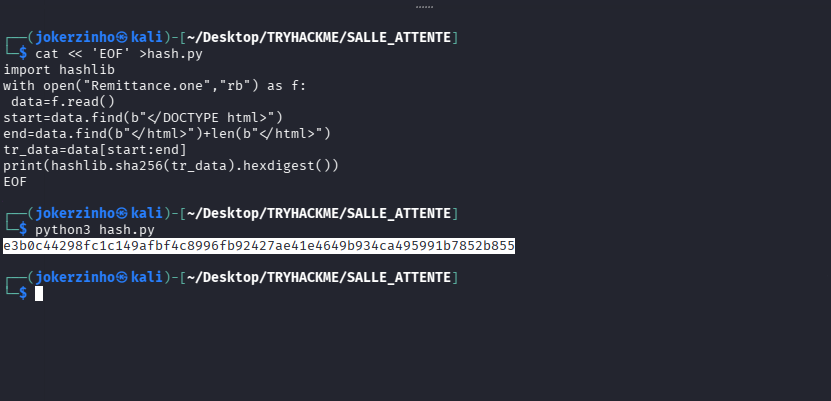 ┌──(jokerzinho㉿kali)-[~/Desktop/TRYHACKME/SALLE_ATTENTE]
└─$ cat << 'EOF' >hash.py
import hashlib
with open("Remittance.one","rb") as f:
 data=f.read()
start=data.find(b"</DOCTYPE html>")
end=data.find(b"</html>")+len(b"</html>")
tr_data=data[start:end]
print(hashlib.sha256(tr_data).hexdigest())
EOF
┌──(jokerzinho㉿kali)-[~/Desktop/TRYHACKME/SALLE_ATTENTE]
└─$ python3 hash.py
e3b0c44298fc1c149afbf4c8996fb92427ae41e4649b934ca495991b7852b855
┌──(jokerzinho㉿kali)-[~/Desktop/TRYHACKME/SALLE_ATTENTE]
└─$